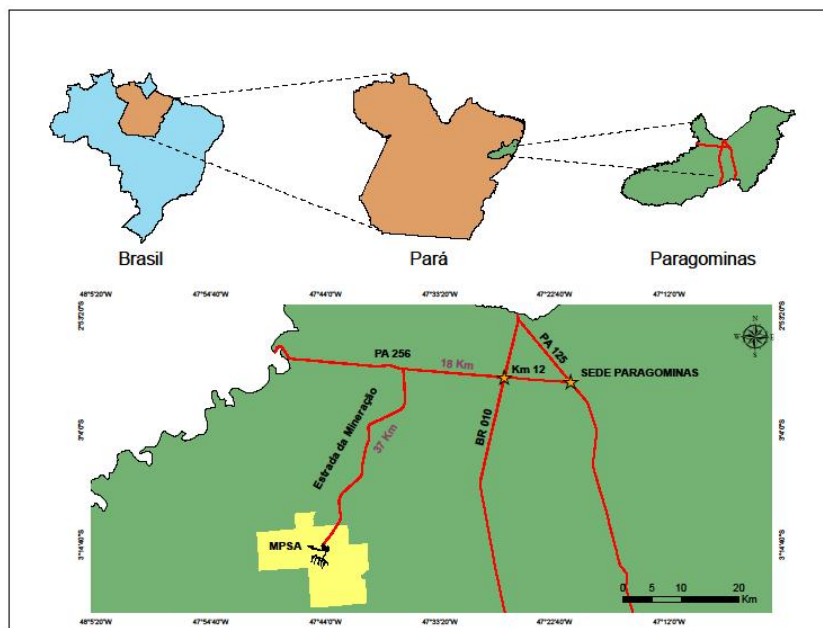 Brasil
Pará
Paragominas
48°5'20"W
47°54'40"W
47°44'0"W
47°33'20"W
47°22'40"W
47°12'0"W
2°53'20"S
2°53'20"S
N
W
E
S
PA 256
18 Km
Km 12
PA 125
SEDE PARAGOMINAS
Estrada da Mineração
37 Km
BR 010
3°4'0"S
3°4'0"S
MPSA
3°14'40"S
3°14'40"S
0 5 10 20
Km
48°5'20"W
47°54'40"W
47°44'0"W
47°33'20"W
47°22'40"W
47°12'0"W